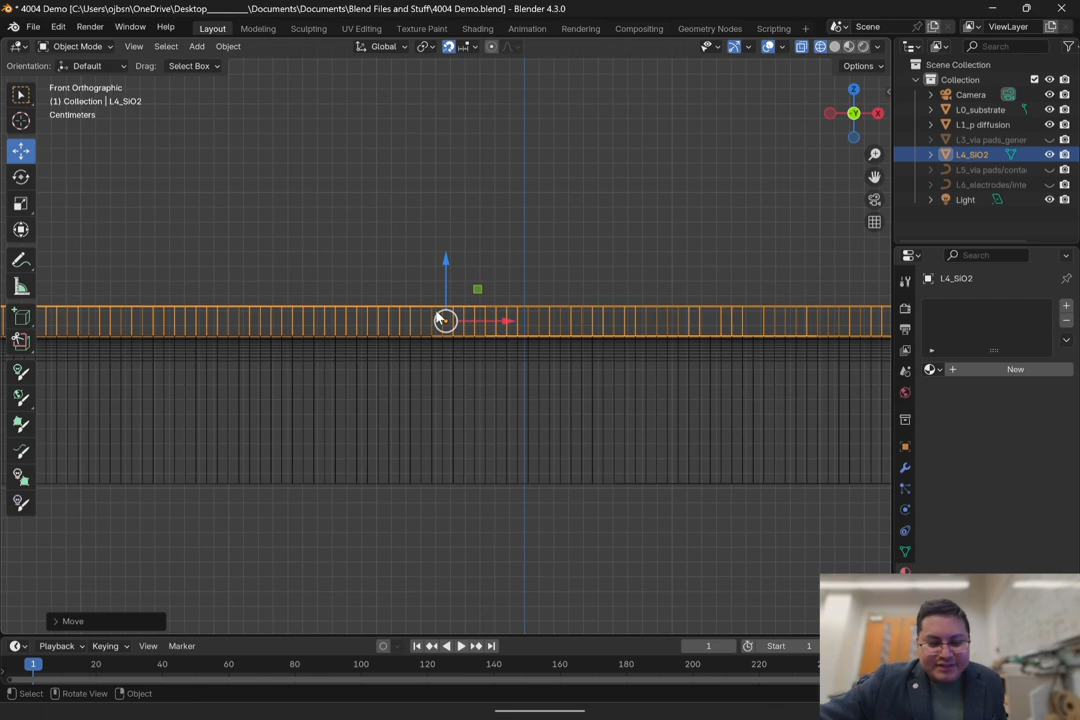 * 4004 Demo [C:\Users\ojbsn\OneDrive\Desktop_________\Documents\Documents\Blend Files and Stuff\4004 Demo.blend] - Blender 4.3.0
File Edit Render Window Help
Layout Modeling Sculpting UV Editing Texture Paint Shading Animation Rendering Compositing Geometry Nodes Scripting +
Scene
ViewLayer
Object Mode View Select Add Object
Global
Search
Orientation: Default Drag: Select Box
Options
Front Orthographic
(1) Collection | L4_SiO2
Centimeters
Z
X
-Y
Scene Collection
Collection
Camera
L0_substrate
L1_p diffusion
L3_via pads_gener
L4_SiO2
L5_via pads/conta
L6_electrodes/inte
Light
Search
L4_SiO2
+
−
+ New
> Move
Playback Keying View Marker
1
Start 1
1 20 40 60 80 100 120 140 160 180 200 220
Select Rotate View Object